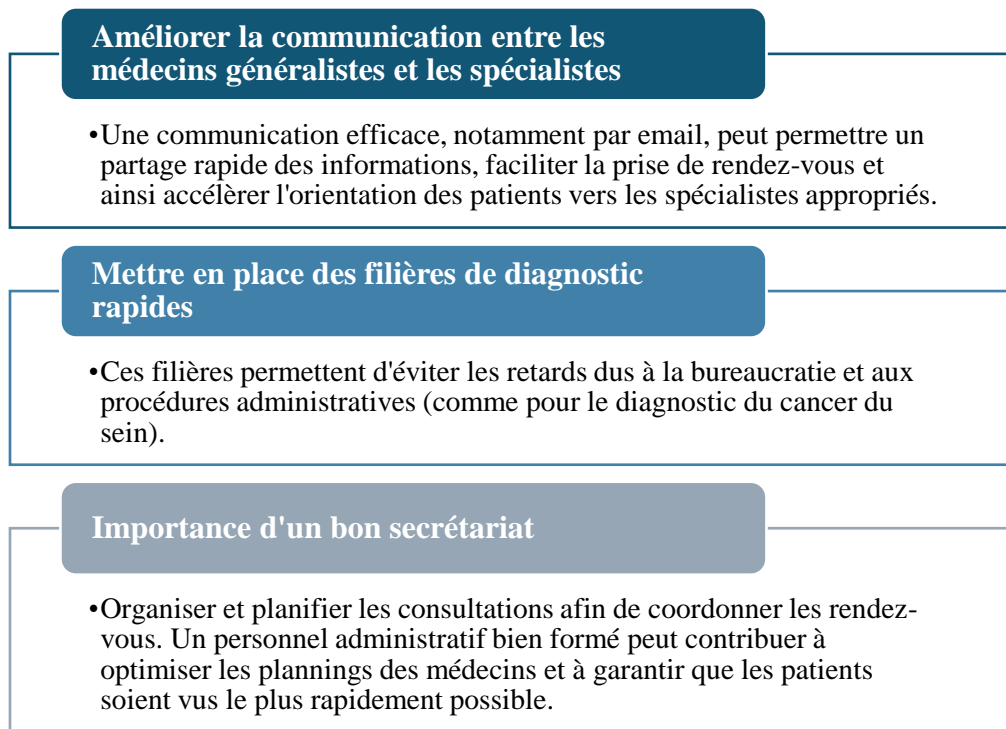 Améliorer la communication entre les
médecins généralistes et les spécialistes
•Une communication efficace, notamment par email, peut permettre un
partage rapide des informations, faciliter la prise de rendez-vous et
ainsi accélèrer l'orientation des patients vers les spécialistes appropriés.
Mettre en place des filières de diagnostic
rapides
•Ces filières permettent d'éviter les retards dus à la bureaucratie et aux
procédures administratives (comme pour le diagnostic du cancer du
sein).
Importance d'un bon secrétariat
•Organiser et planifier les consultations afin de coordonner les rendez-
vous. Un personnel administratif bien formé peut contribuer à
optimiser les plannings des médecins et à garantir que les patients
soient vus le plus rapidement possible.